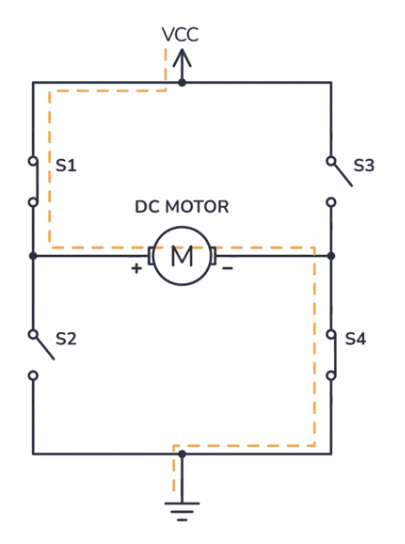 VCC
S1
S3
DC MOTOR
M
+ −
S2
S4